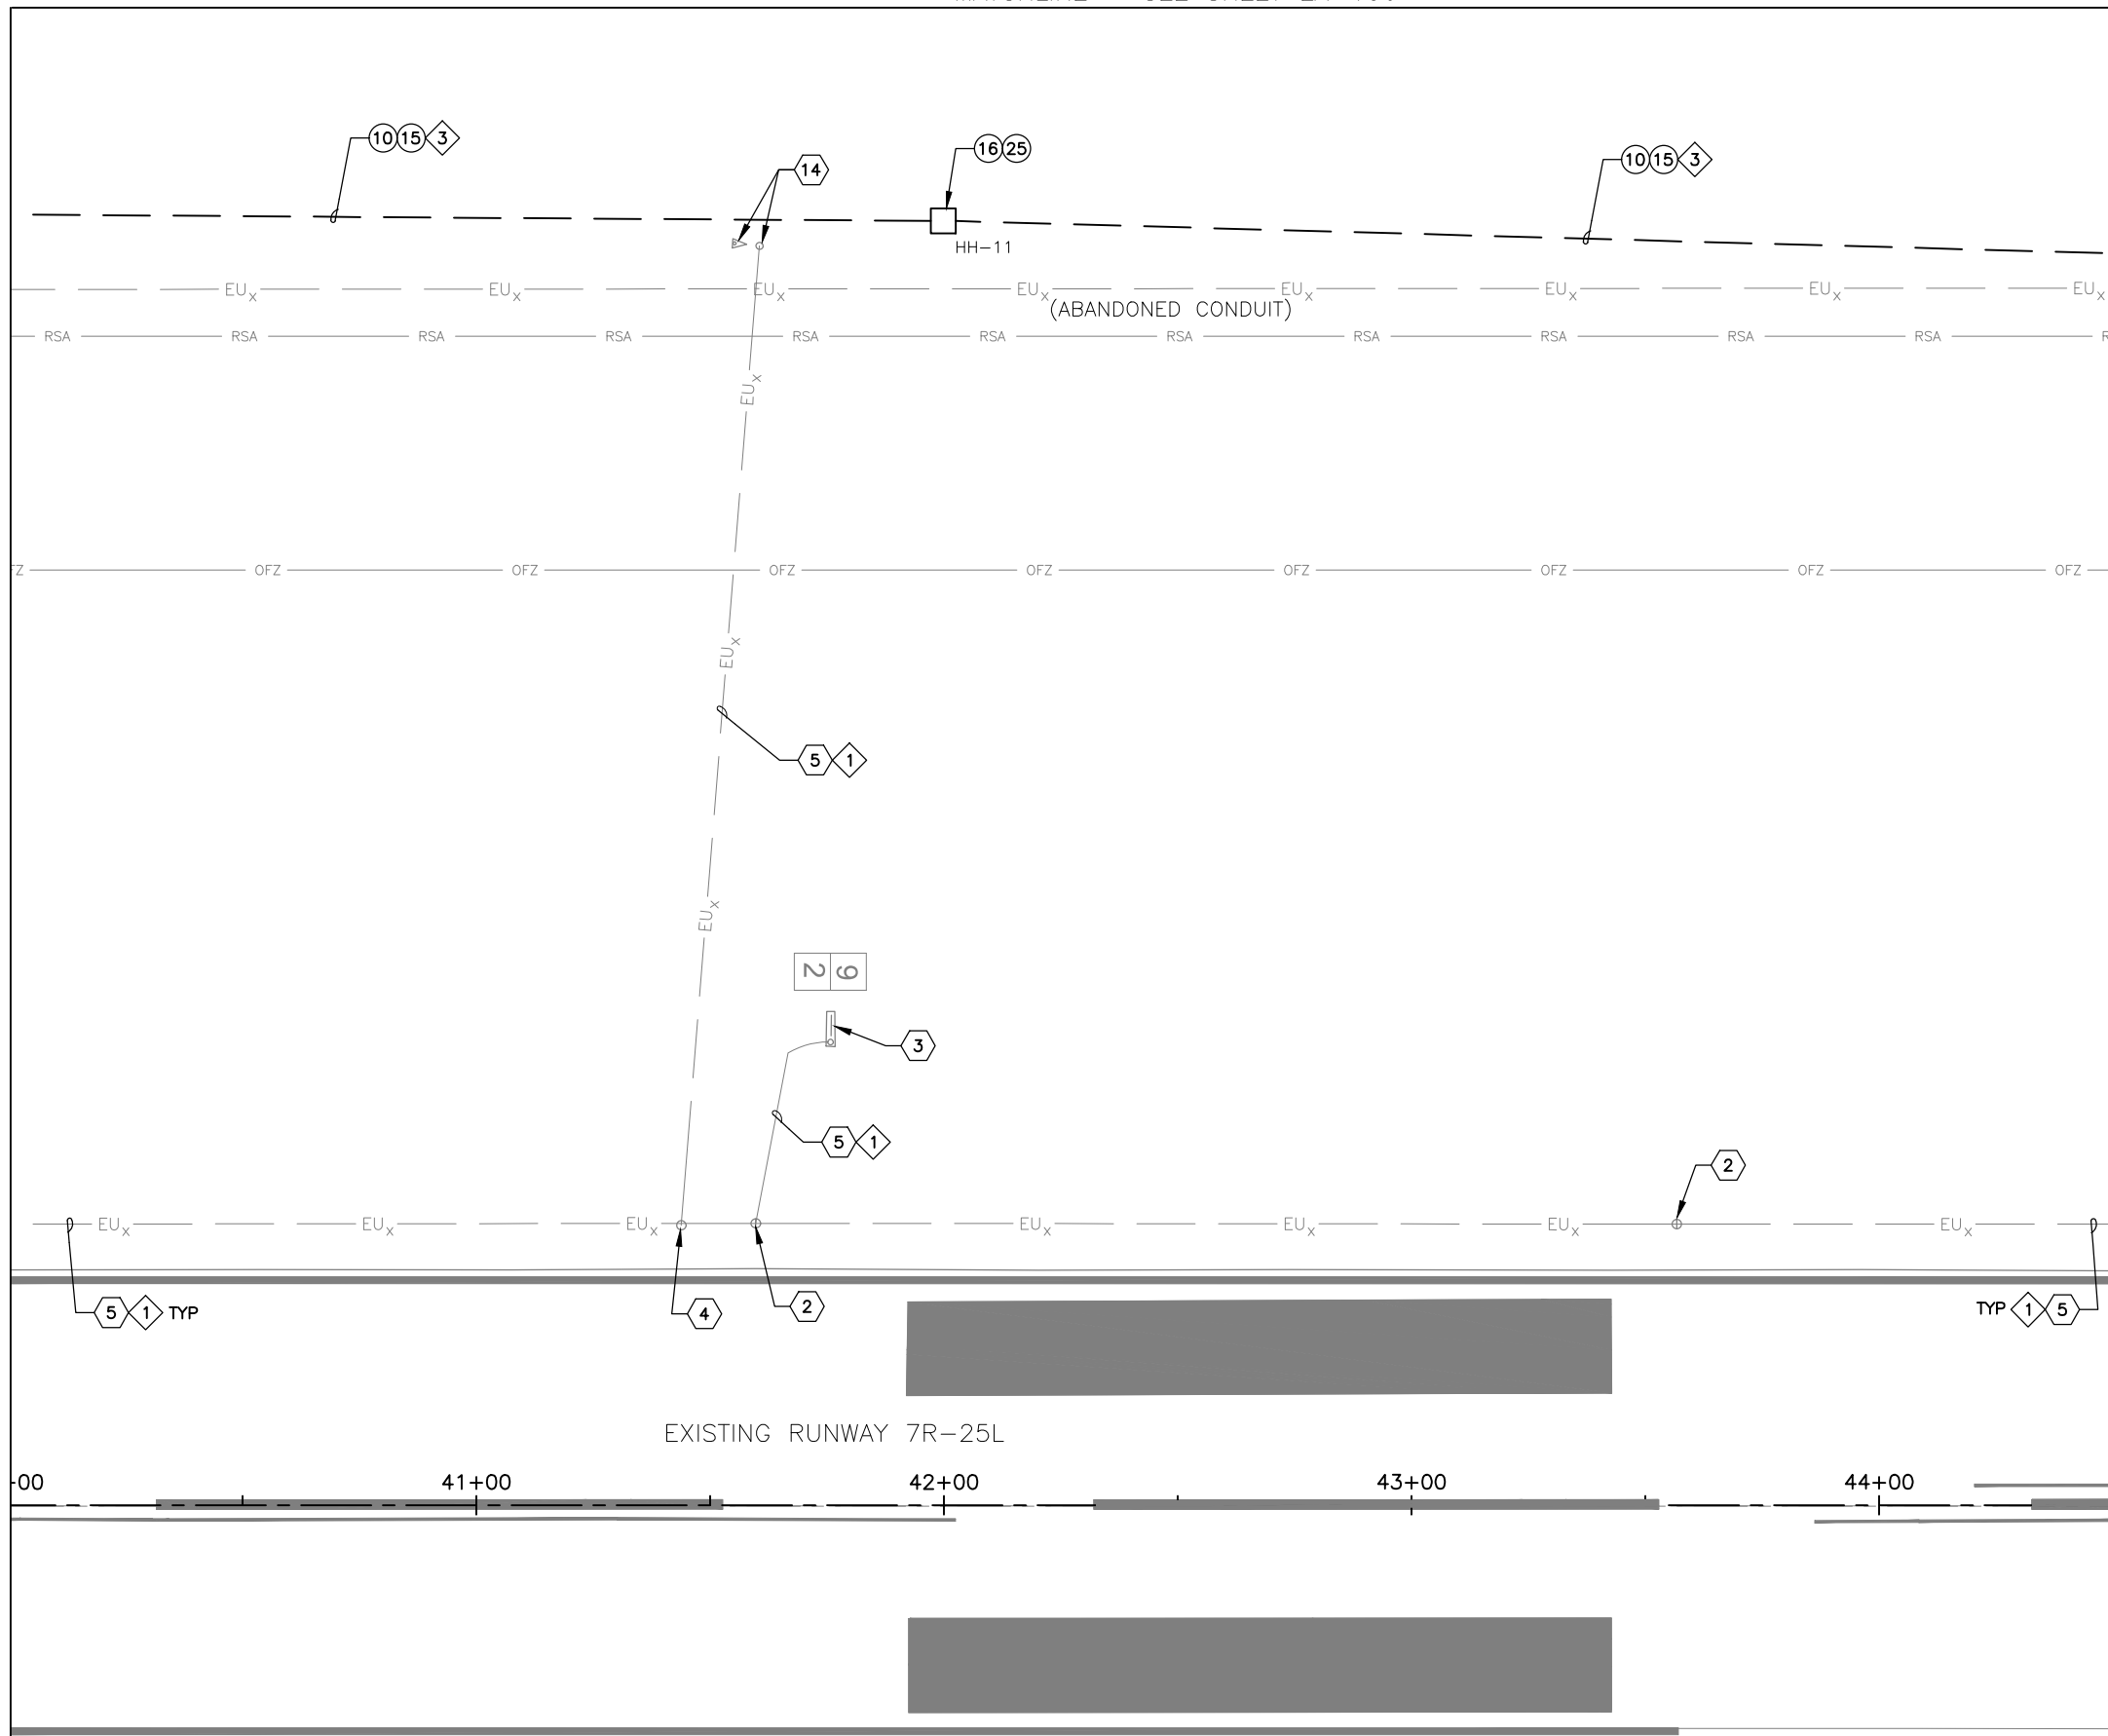 10 15 3
14
16 25
10 15 3
HH-11
EUX EUX EUX EUX EUX EUX EUX EUX
(ABANDONED CONDUIT)
RSA RSA RSA RSA RSA RSA RSA RSA RSA RSA RSA
EUX
OFZ OFZ OFZ OFZ OFZ OFZ OFZ OFZ
EUX
5 1
EUX
2 9
3
5 1
2
EUX EUX EUX EUX EUX EUX EUX
5 1 TYP
4
2
TYP 1 5
EXISTING RUNWAY 7R-25L
+00 41+00 42+00 43+00 44+00